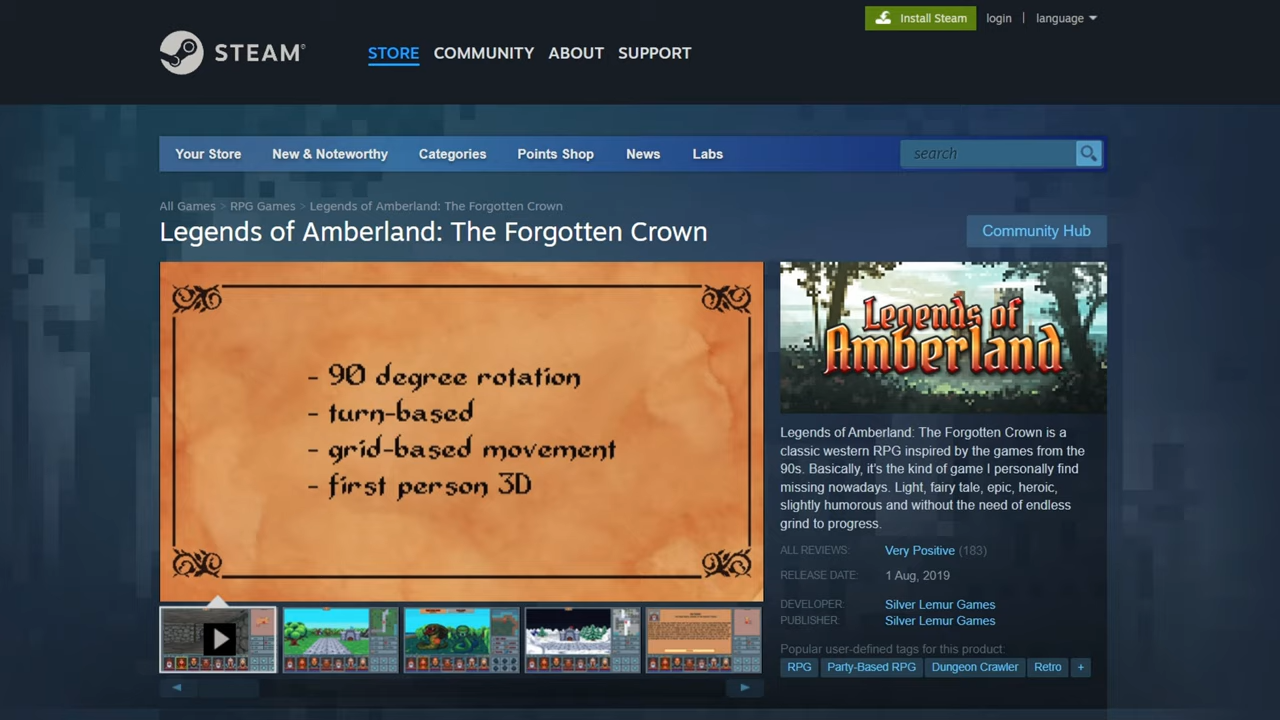 Install Steam
login | language
STEAM
STORE COMMUNITY ABOUT SUPPORT
Your Store New & Noteworthy Categories Points Shop News Labs
search
All Games > RPG Games > Legends of Amberland: The Forgotten Crown
Legends of Amberland: The Forgotten Crown
Community Hub
- 90 degree rotation
- turn-based
- grid-based movement
- first person 3D
Legends of
Amberland
Legends of Amberland: The Forgotten Crown is a
classic western RPG inspired by the games from the
90s. Basically, it's the kind of game I personally find
missing nowadays. Light, fairy tale, epic, heroic,
slightly humorous and without the need of endless
grind to progress.
ALL REVIEWS: Very Positive (183)
RELEASE DATE: 1 Aug, 2019
DEVELOPER: Silver Lemur Games
PUBLISHER: Silver Lemur Games
Popular user-defined tags for this product:
RPG Party-Based RPG Dungeon Crawler Retro +